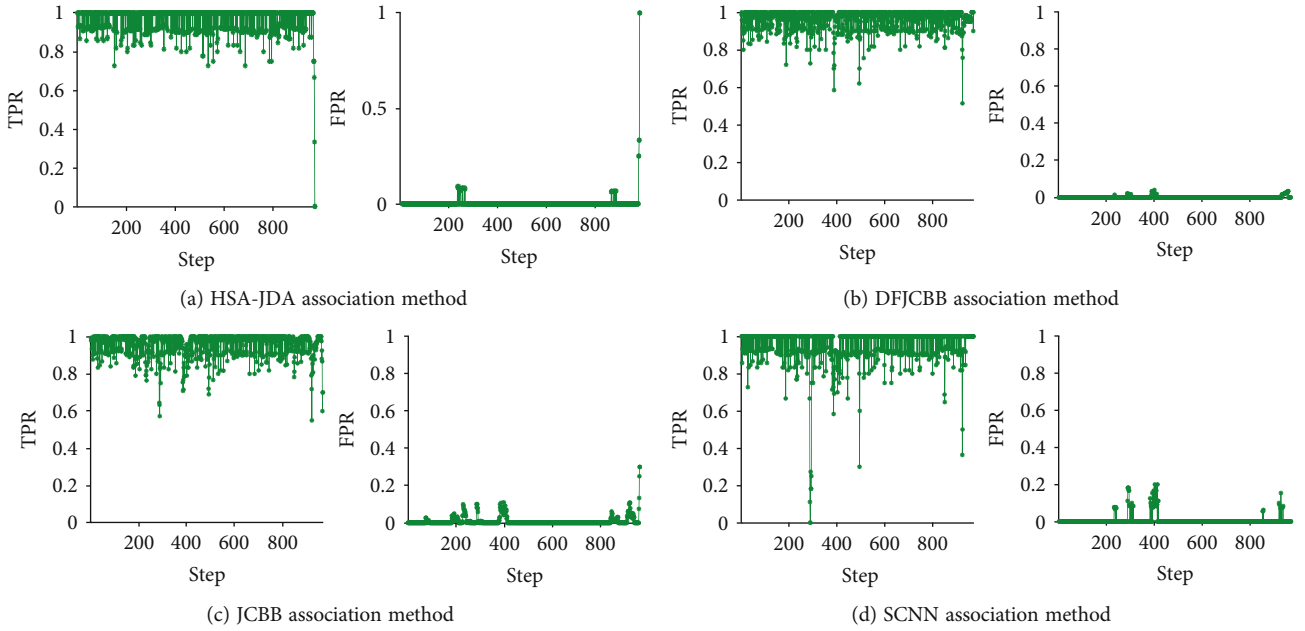 1
0.8
0.6
0.4
0.2
0
TPR
200 400 600 800
Step
1
0.5
0
FPR
200 400 600 800
Step
(a) HSA-JDA association method
1
0.8
0.6
0.4
0.2
0
TPR
200 400 600 800
Step
1
0.8
0.6
0.4
0.2
0
FPR
200 400 600 800
Step
(b) DFJCBB association method
1
0.8
0.6
0.4
0.2
0
TPR
200 400 600 800
Step
1
0.8
0.6
0.4
0.2
0
FPR
200 400 600 800
Step
(c) JCBB association method
1
0.8
0.6
0.4
0.2
0
TPR
200 400 600 800
Step
1
0.8
0.6
0.4
0.2
0
FPR
200 400 600 800
Step
(d) SCNN association method